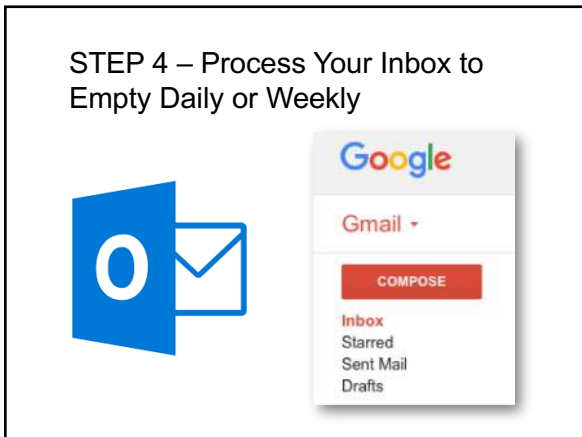 STEP 4 – Process Your Inbox to
Empty Daily or Weekly
O
Google
Gmail
COMPOSE
Inbox
Starred
Sent Mail
Drafts